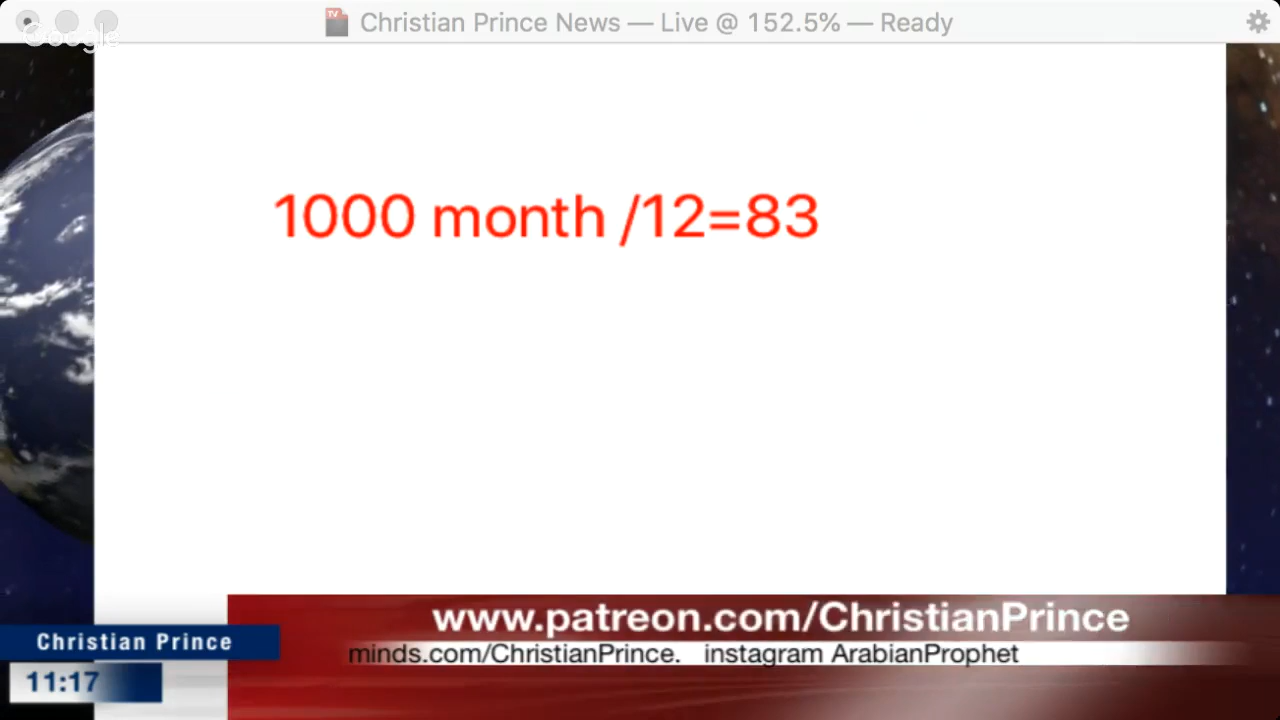 Christian Prince News — Live @ 152.5% — Ready
Google
1000 month /12=83
www.patreon.com/ChristianPrince
Christian Prince
minds.com/ChristianPrince. instagram ArabianProphet
11:17